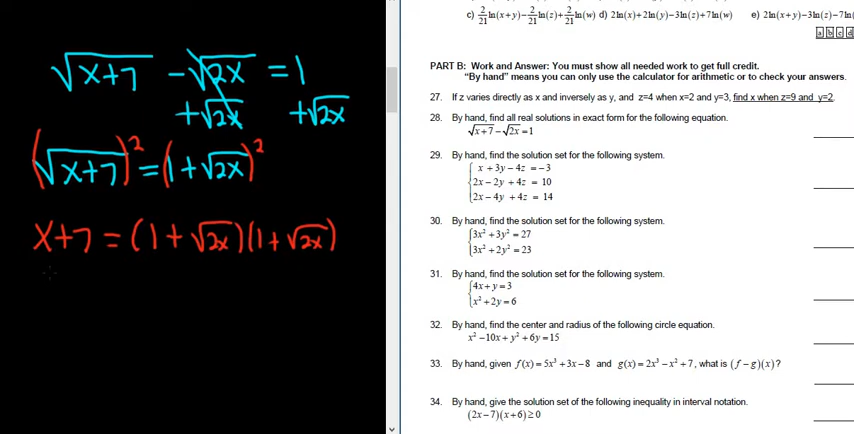 √(x+7) − √(2x) = 1
+√(2x) +√(2x)
(√(x+7))² = (1 + √(2x))²
x+7 = (1 + √(2x))(1 + √(2x))
c) 2/21 ln(x+y) − 2/21 ln(z) + 2/21 ln(w) d) 2ln(x+y)+2ln(y)−3ln(z)+7ln(w) e) 2ln(x+y)−3ln(z)−7ln(
a b c d
PART B: Work and Answer: You must show all needed work to get full credit.
"By hand" means you can only use the calculator for arithmetic or to check your answers.
27. If z varies directly as x and inversely as y, and z=4 when x=2 and y=3, find x when z=9 and y=2.
28. By hand, find all real solutions in exact form for the following equation.
√(x+7) − √(2x) = 1
29. By hand, find the solution set for the following system.
x + 3y − 4z = −3
2x − 2y + 4z = 10
2x − 4y + 4z = 14
30. By hand, find the solution set for the following system.
3x² + 3y² = 27
3x² + 2y² = 23
31. By hand, find the solution set for the following system.
4x + y = 3
x² + 2y = 6
32. By hand, find the center and radius of the following circle equation.
x² − 10x + y² + 6y = 15
33. By hand, given f(x) = 5x³ + 3x − 8 and g(x) = 2x³ − x² + 7, what is (f − g)(x)?
34. By hand, give the solution set of the following inequality in interval notation.
(2x − 7)(x + 6) ≥ 0